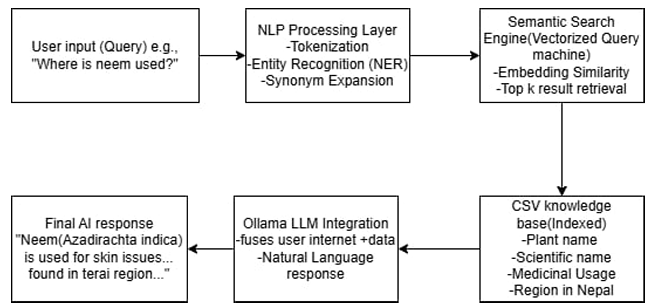 User input (Query) e.g.,
"Where is neem used?"
NLP Processing Layer
-Tokenization
-Entity Recognition (NER)
-Synonym Expansion
Semantic Search
Engine(Vectorized Query
machine)
-Embedding Similarity
-Top k result retrieval
CSV knowledge
base(Indexed)
-Plant name
-Scientific name
-Medicinal Usage
-Region in Nepal
Ollama LLM Integration
-fuses user internet +data
-Natural Language
response
Final AI response
"Neem(Azadirachta indica)
is used for skin issues...
found in terai region..."